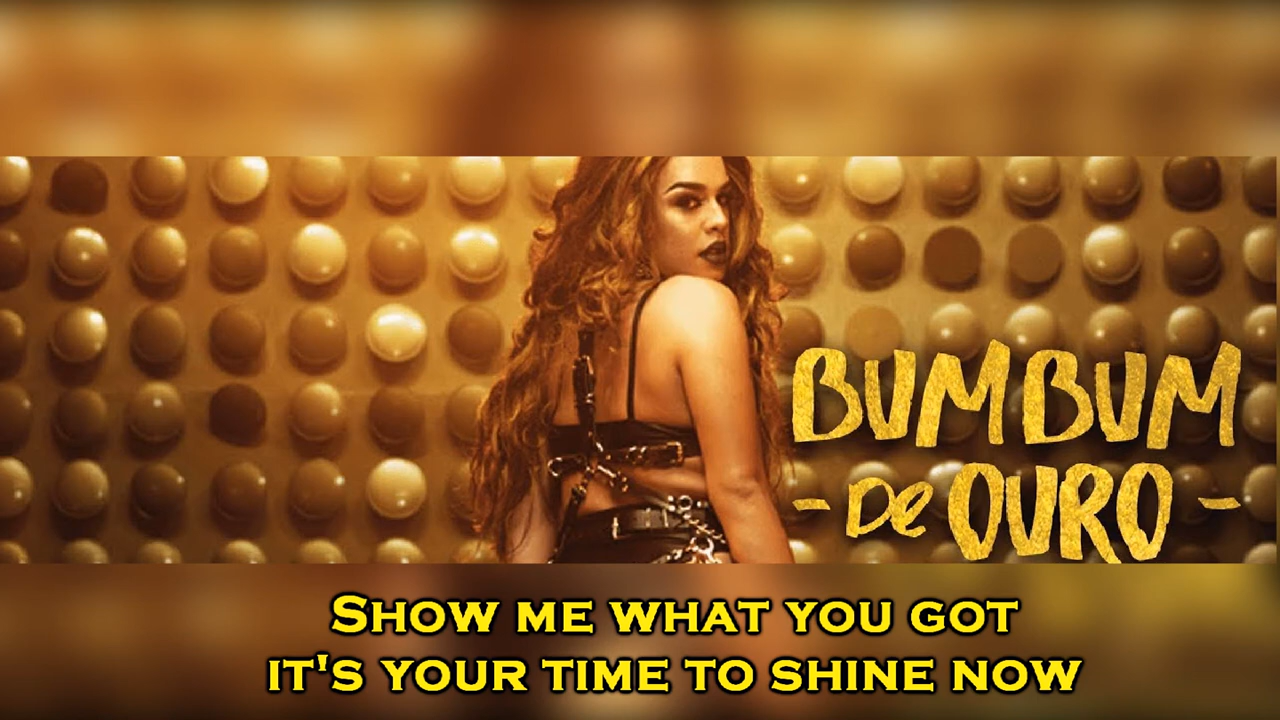 BUMBUM
- De OURO -
SHOW ME WHAT YOU GOT
IT'S YOUR TIME TO SHINE NOW